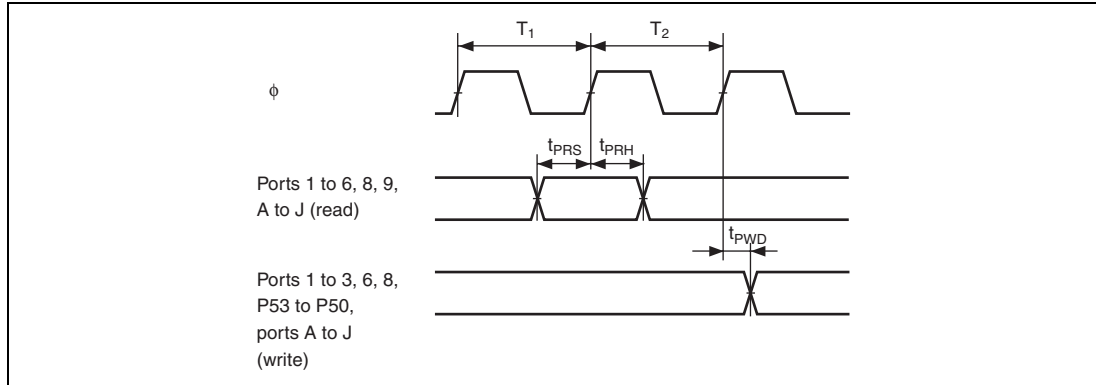 T1 T2
φ
tPRS tPRH
Ports 1 to 6, 8, 9,
A to J (read)
tPWD
Ports 1 to 3, 6, 8,
P53 to P50,
ports A to J
(write)